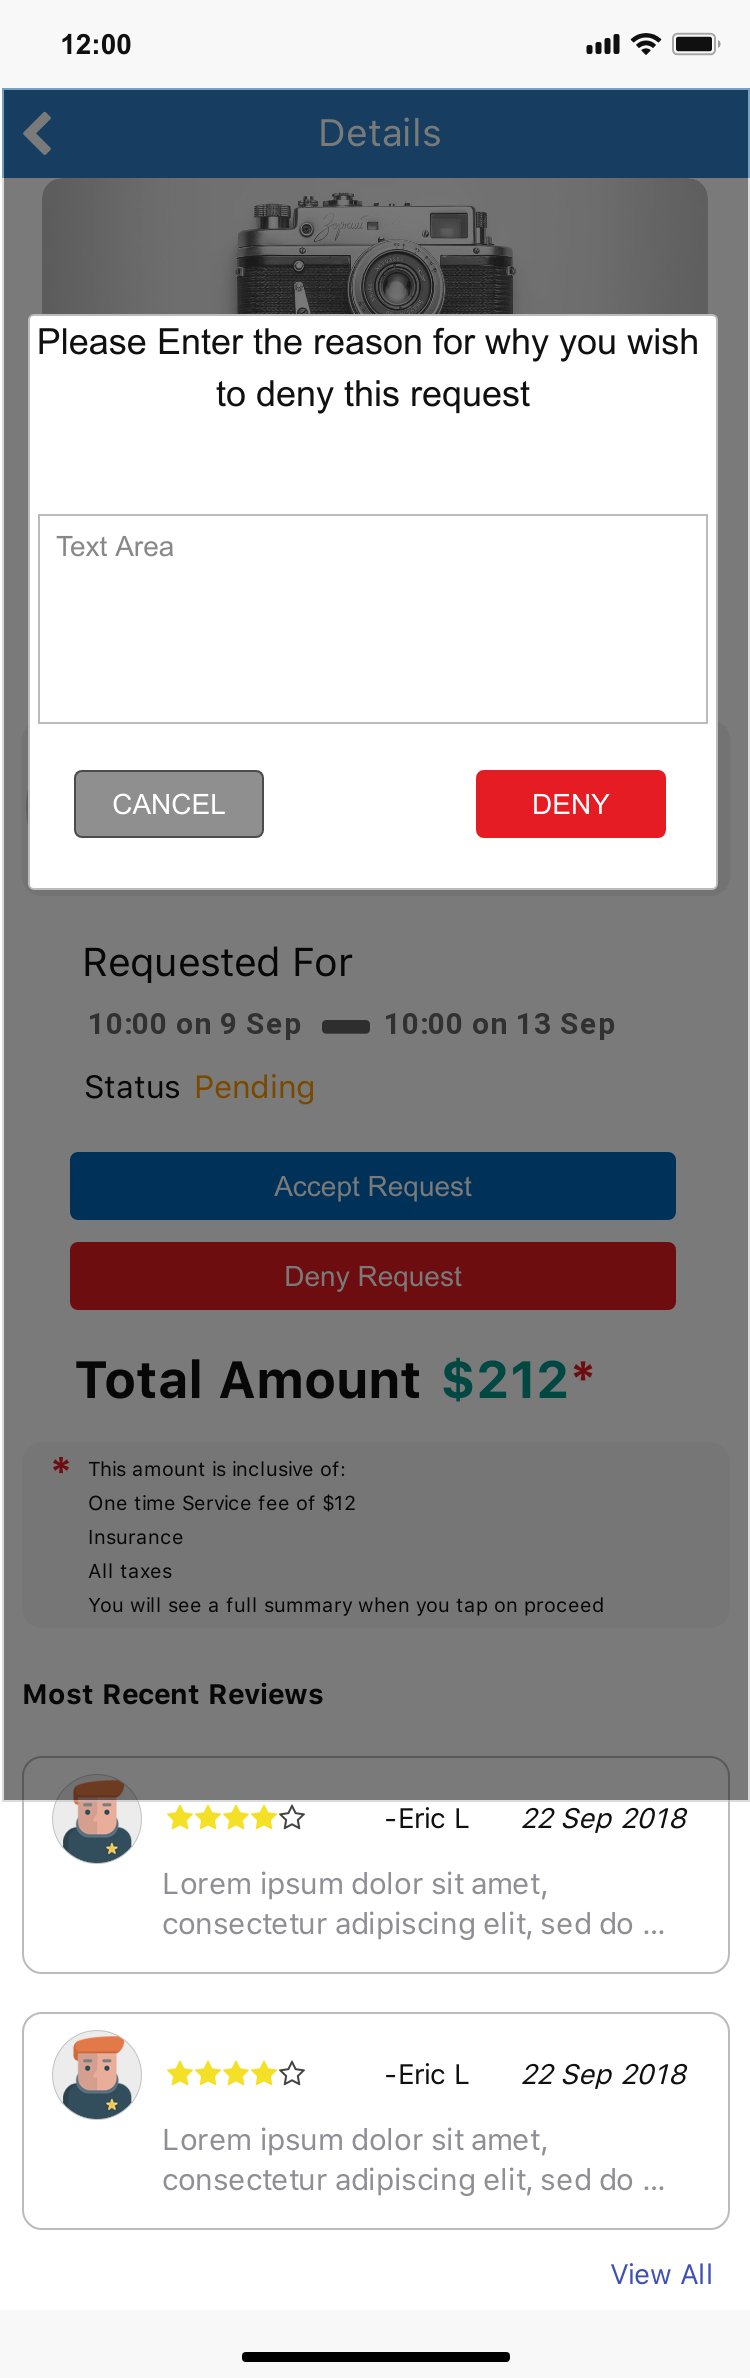 12:00
Details
Зоркий
Please Enter the reason for why you wish
to deny this request
Text Area
CANCEL
DENY
Requested For
10:00 on 9 Sep
10:00 on 13 Sep
Status Pending
Accept Request
Deny Request
Total Amount $212*
* This amount is inclusive of:
One time Service fee of $12
Insurance
All taxes
You will see a full summary when you tap on proceed
Most Recent Reviews
-Eric L 22 Sep 2018
Lorem ipsum dolor sit amet,
consectetur adipiscing elit, sed do ...
-Eric L 22 Sep 2018
Lorem ipsum dolor sit amet,
consectetur adipiscing elit, sed do ...
View All